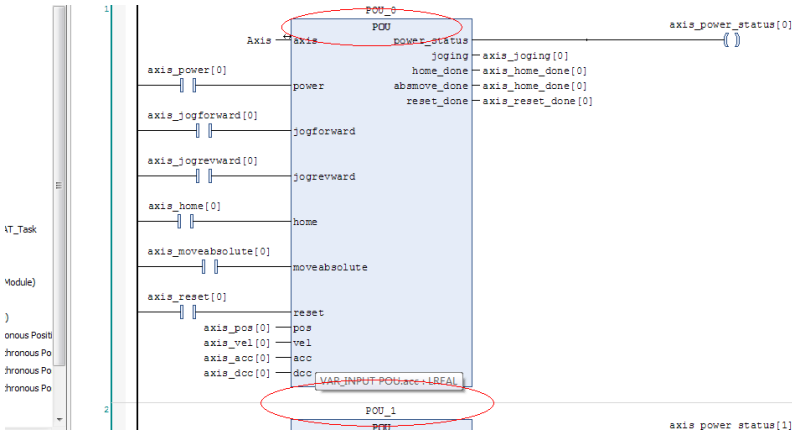 1
POU_0
POU
axis_power_status[0]
Axis
axis
power_status
joging
axis_joging[0]
home_done
axis_home_done[0]
axis_power[0]
power
absmove_done
axis_home_done[0]
reset_done
axis_reset_done[0]
axis_jogforward[0]
jogforward
axis_jogrevward[0]
jogrevward
axis_home[0]
home
AT_Task
axis_moveabsolute[0]
moveabsolute
Module)
axis_reset[0]
reset
)
axis_pos[0]
pos
onous Positi
axis_vel[0]
vel
chronous Po
axis_acc[0]
acc
chronous Po
axis_dcc[0]
dcc
VAR_INPUT POU.acc : LREAL
chronous Po
2
POU_1
POU
axis_power_status[1]